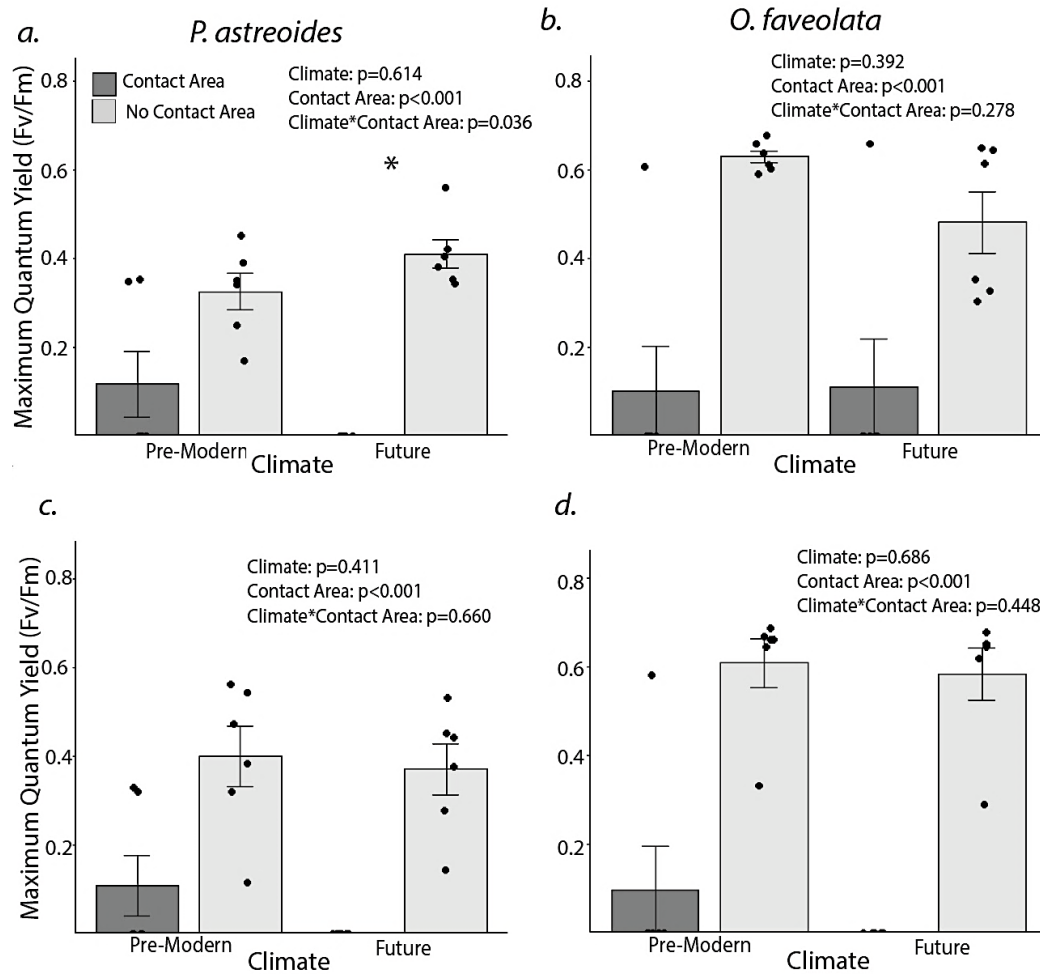 a.
P. astreoides
b.
O. faveolata
Contact Area
No Contact Area
Climate: p=0.614
Contact Area: p<0.001
Climate*Contact Area: p=0.036
*
Climate: p=0.392
Contact Area: p<0.001
Climate*Contact Area: p=0.278
Maximum Quantum Yield (Fv/Fm)
0.8
0.6
0.4
0.2
0.8
0.6
0.4
0.2
Pre-Modern
Future
Climate
Pre-Modern
Future
Climate
c.
d.
Climate: p=0.411
Contact Area: p<0.001
Climate*Contact Area: p=0.660
Climate: p=0.686
Contact Area: p<0.001
Climate*Contact Area: p=0.448
Maximum Quantum Yield (Fv/Fm)
0.8
0.6
0.4
0.2
0.8
0.6
0.4
0.2
Pre-Modern
Future
Climate
Pre-Modern
Future
Climate